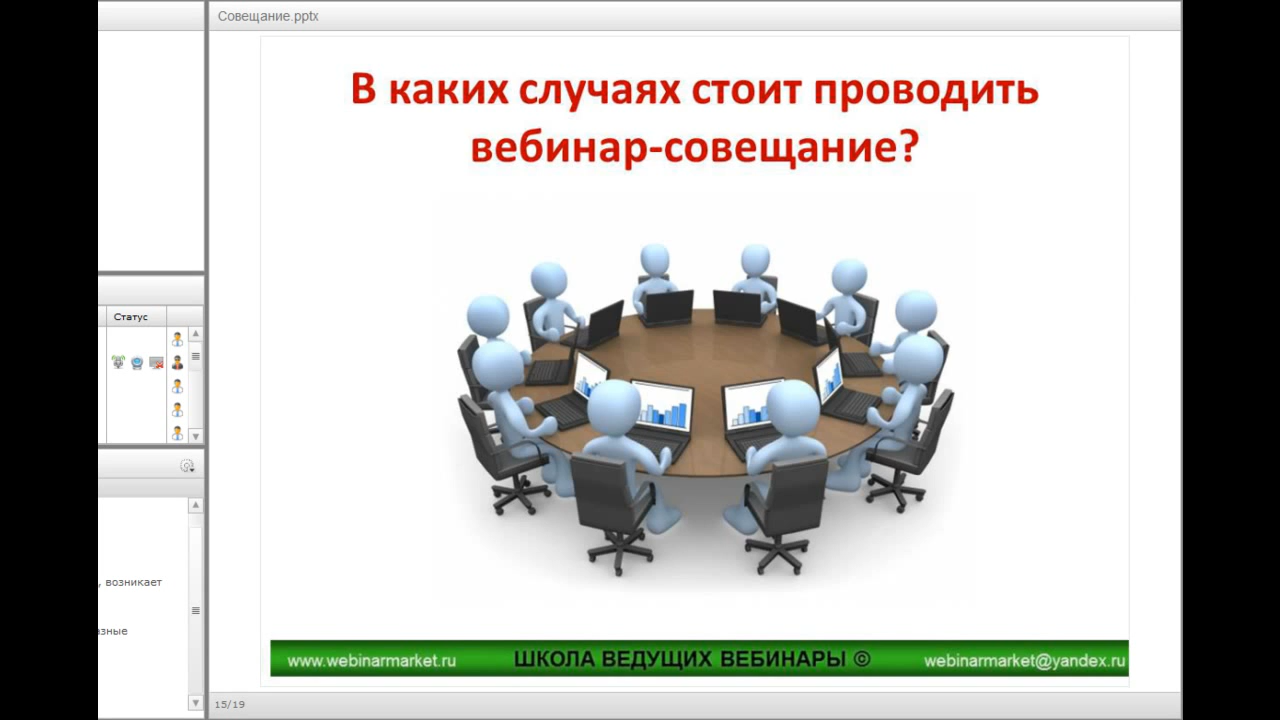 Совещание.pptx
В каких случаях стоит проводить
вебинар-совещание?
Статус
, возникает
азные
www.webinarmarket.ru ШКОЛА ВЕДУЩИХ ВЕБИНАРЫ © webinarmarket@yandex.ru
15/19